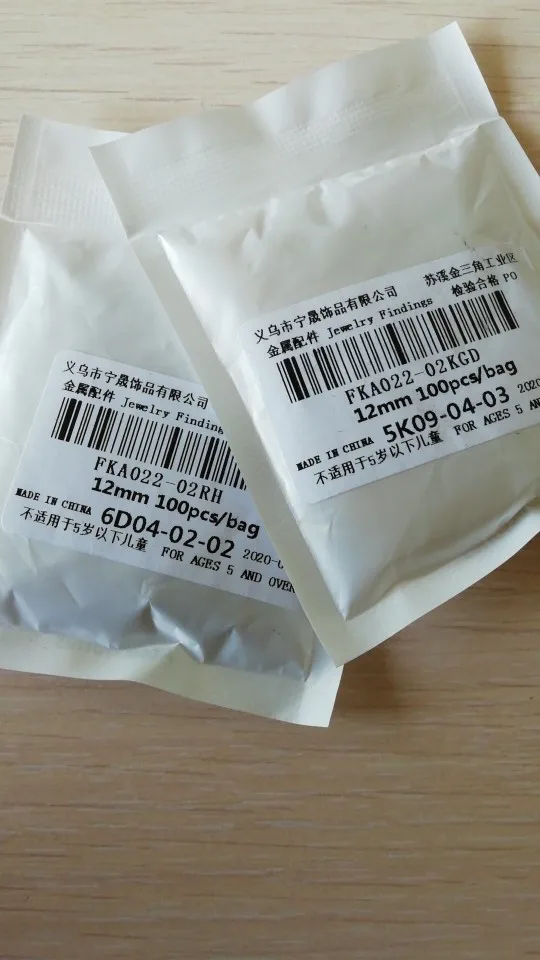 义乌市宁晟饰品有限公司 苏溪金三角工业区
金属配件 Jewelry Findings 检验合格 PO
FKA022-02KGD
12mm 100pcs/bag
MADE IN CHINA 5K09-04-03 2020
不适用于5岁以下儿童 FOR AGES 5 AND OVER
义乌市宁晟饰品有限公司
金属配件 Jewelry Findings
FKA022-02RH
12mm 100pcs/bag
MADE IN CHINA 6D04-02-02 2020-0
不适用于5岁以下儿童 FOR AGES 5 AND OVER